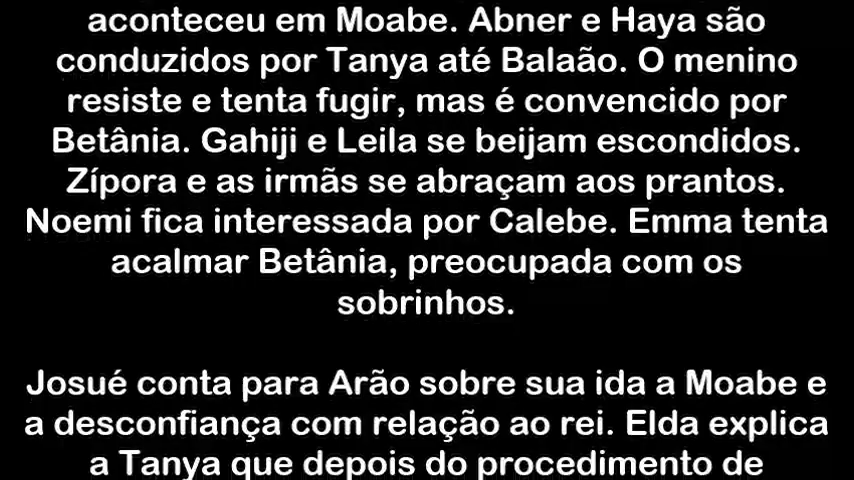 aconteceu em Moabe. Abner e Haya são
conduzidos por Tanya até Balaão. O menino
resiste e tenta fugir, mas é convencido por
Betânia. Gahiji e Leila se beijam escondidos.
Zípora e as irmãs se abraçam aos prantos.
Noemi fica interessada por Calebe. Emma tenta
acalmar Betânia, preocupada com os
sobrinhos.
Josué conta para Arão sobre sua ida a Moabe e
a desconfiança com relação ao rei. Elda explica
a Tanya que depois do procedimento de